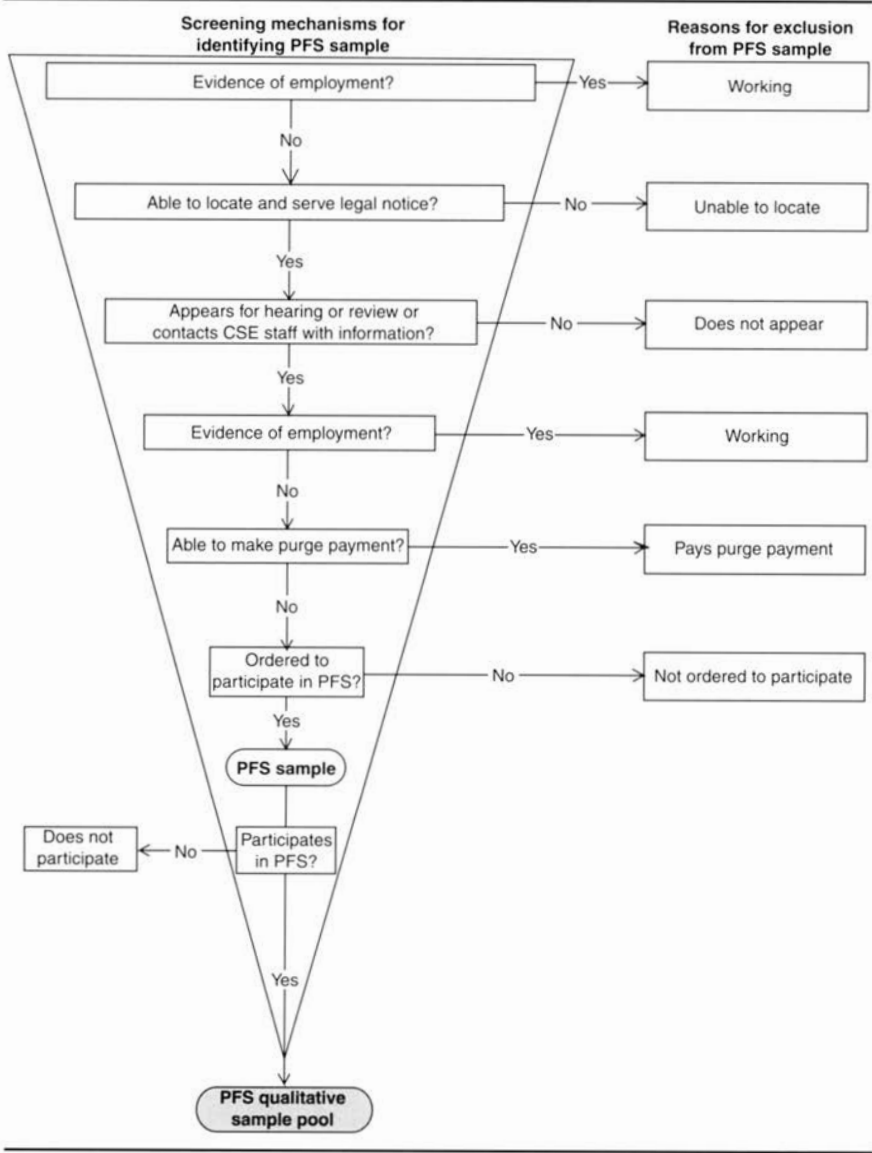 Screening mechanisms for
identifying PFS sample
Reasons for exclusion
from PFS sample
Evidence of employment?
Yes
Working
No
Able to locate and serve legal notice?
No
Unable to locate
Yes
Appears for hearing or review or
contacts CSE staff with information?
No
Does not appear
Yes
Evidence of employment?
Yes
Working
No
Able to make purge payment?
Yes
Pays purge payment
No
Ordered to
participate in PFS?
No
Not ordered to participate
Yes
PFS sample
Does not
participate
No
Participates
in PFS?
Yes
PFS qualitative
sample pool